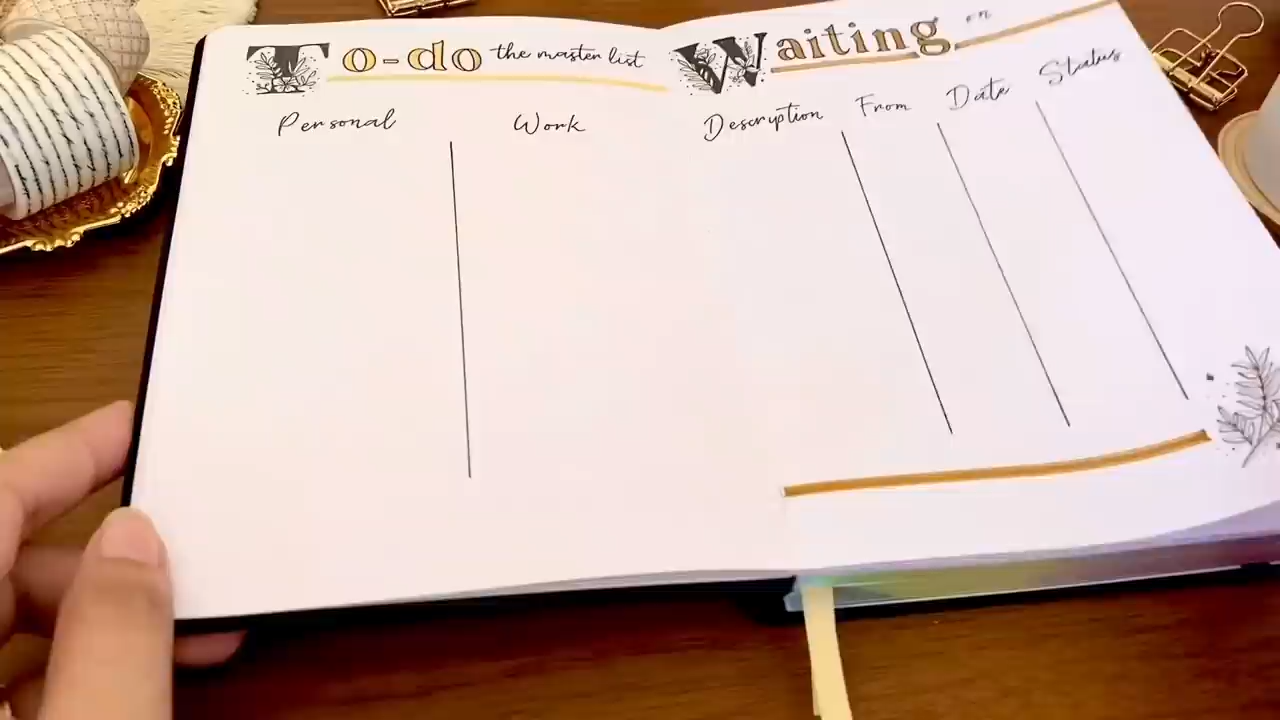 To-do the master list
Personal Work
Waiting on
Description From Date Status